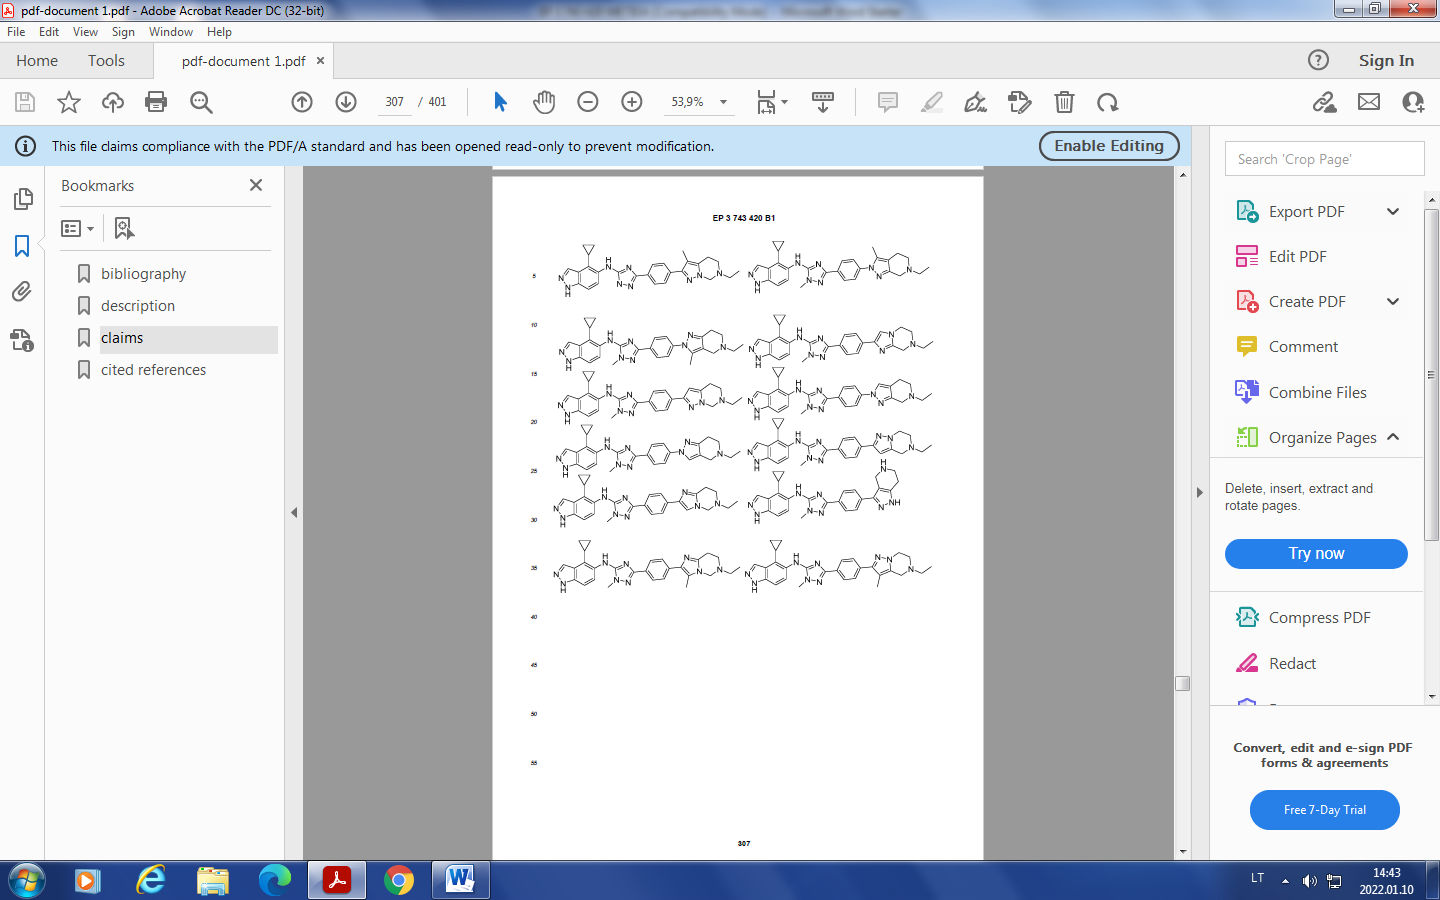 pdf-document 1.pdf - Adobe Acrobat Reader DC (32-bit)
File Edit View Sign Window Help
Home Tools pdf-document 1.pdf × Sign In
307 / 401 53,9%
This file claims compliance with the PDF/A standard and has been opened read-only to prevent modification. Enable Editing
Bookmarks
bibliography
description
claims
cited references
EP 3 743 420 B1
5
10
15
20
25
30
35
40
45
50
55
307
Search 'Crop Page'
Export PDF
Edit PDF
Create PDF
Comment
Combine Files
Organize Pages
Delete, insert, extract and
rotate pages.
Try now
Compress PDF
Redact
Convert, edit and e-sign PDF
forms & agreements
Free 7-Day Trial
LT 14:43
2022.01.10